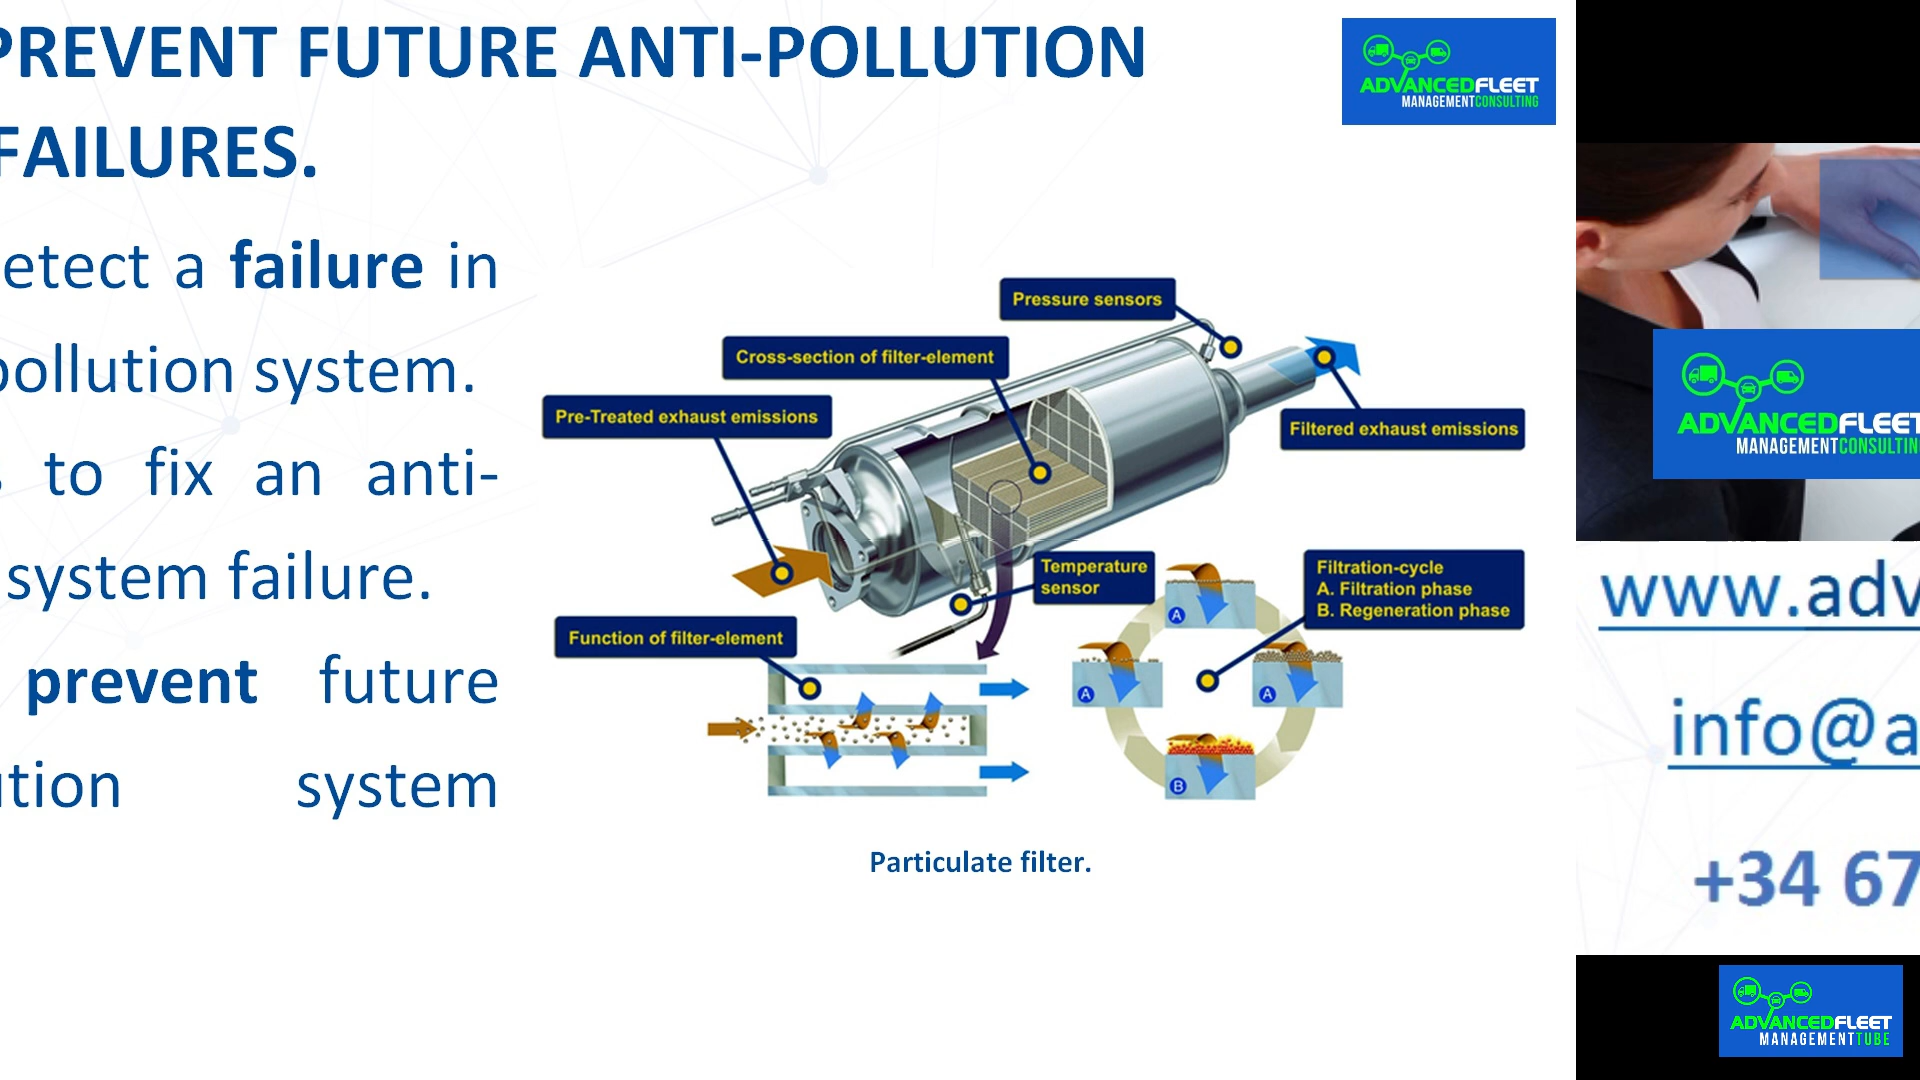 PREVENT FUTURE ANTI-POLLUTION
FAILURES.
etect a failure in
pollution system.
to fix an anti-
system failure.
prevent future
ution system
Pressure sensors
Cross-section of filter-element
Pre-Treated exhaust emissions
Filtered exhaust emissions
Temperature
sensor
Filtration-cycle
A. Filtration phase
B. Regeneration phase
Function of filter-element
A
A
A
B
Particulate filter.
ADVANCEDFLEET
MANAGEMENTCONSULTING
ADVANCEDFLEET
MANAGEMENTCONSULTIN
www.adv
info@a
+34 67
ADVANCEDFLEET
MANAGEMENTTUBE